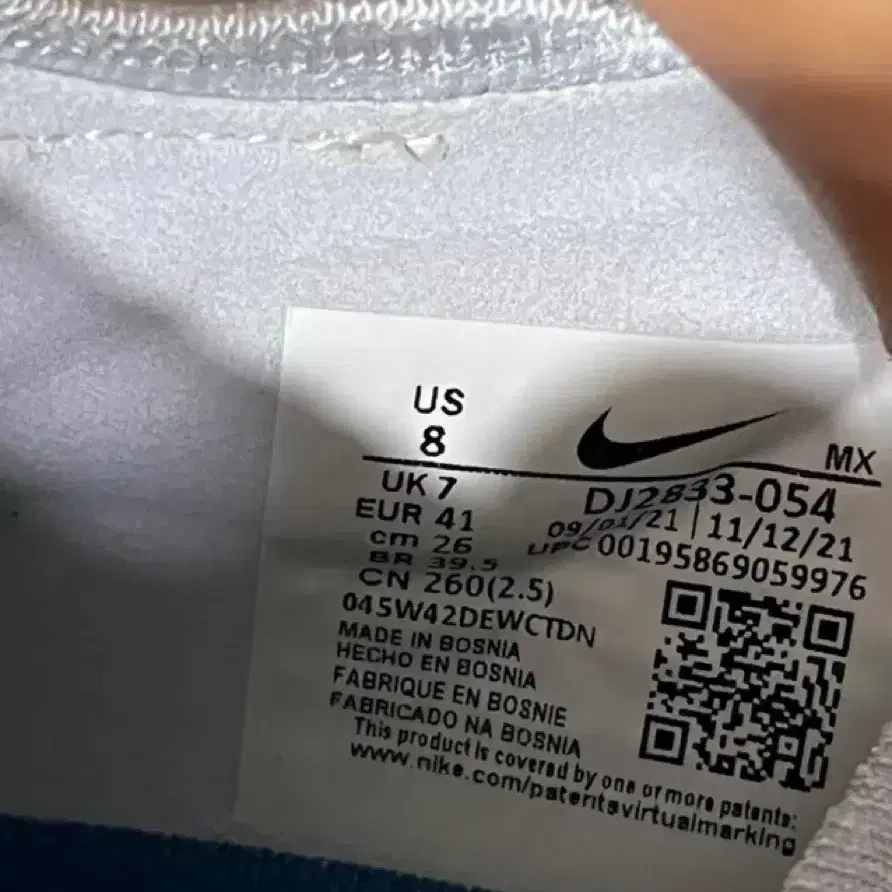 US
8
MX
UK 7
DJ2833-054
EUR 41
09/01/21 | 11/12/21
cm 26
UPC 00195869059976
BR 39.5
CN 260(2.5)
045W42DEWCTDN
MADE IN BOSNIA
HECHO EN BOSNIA
FABRIQUE EN BOSNIE
FABRICADO NA BOSNIA
This product is covered by one or more patents:
www.nike.com/patentsvirtualmarking